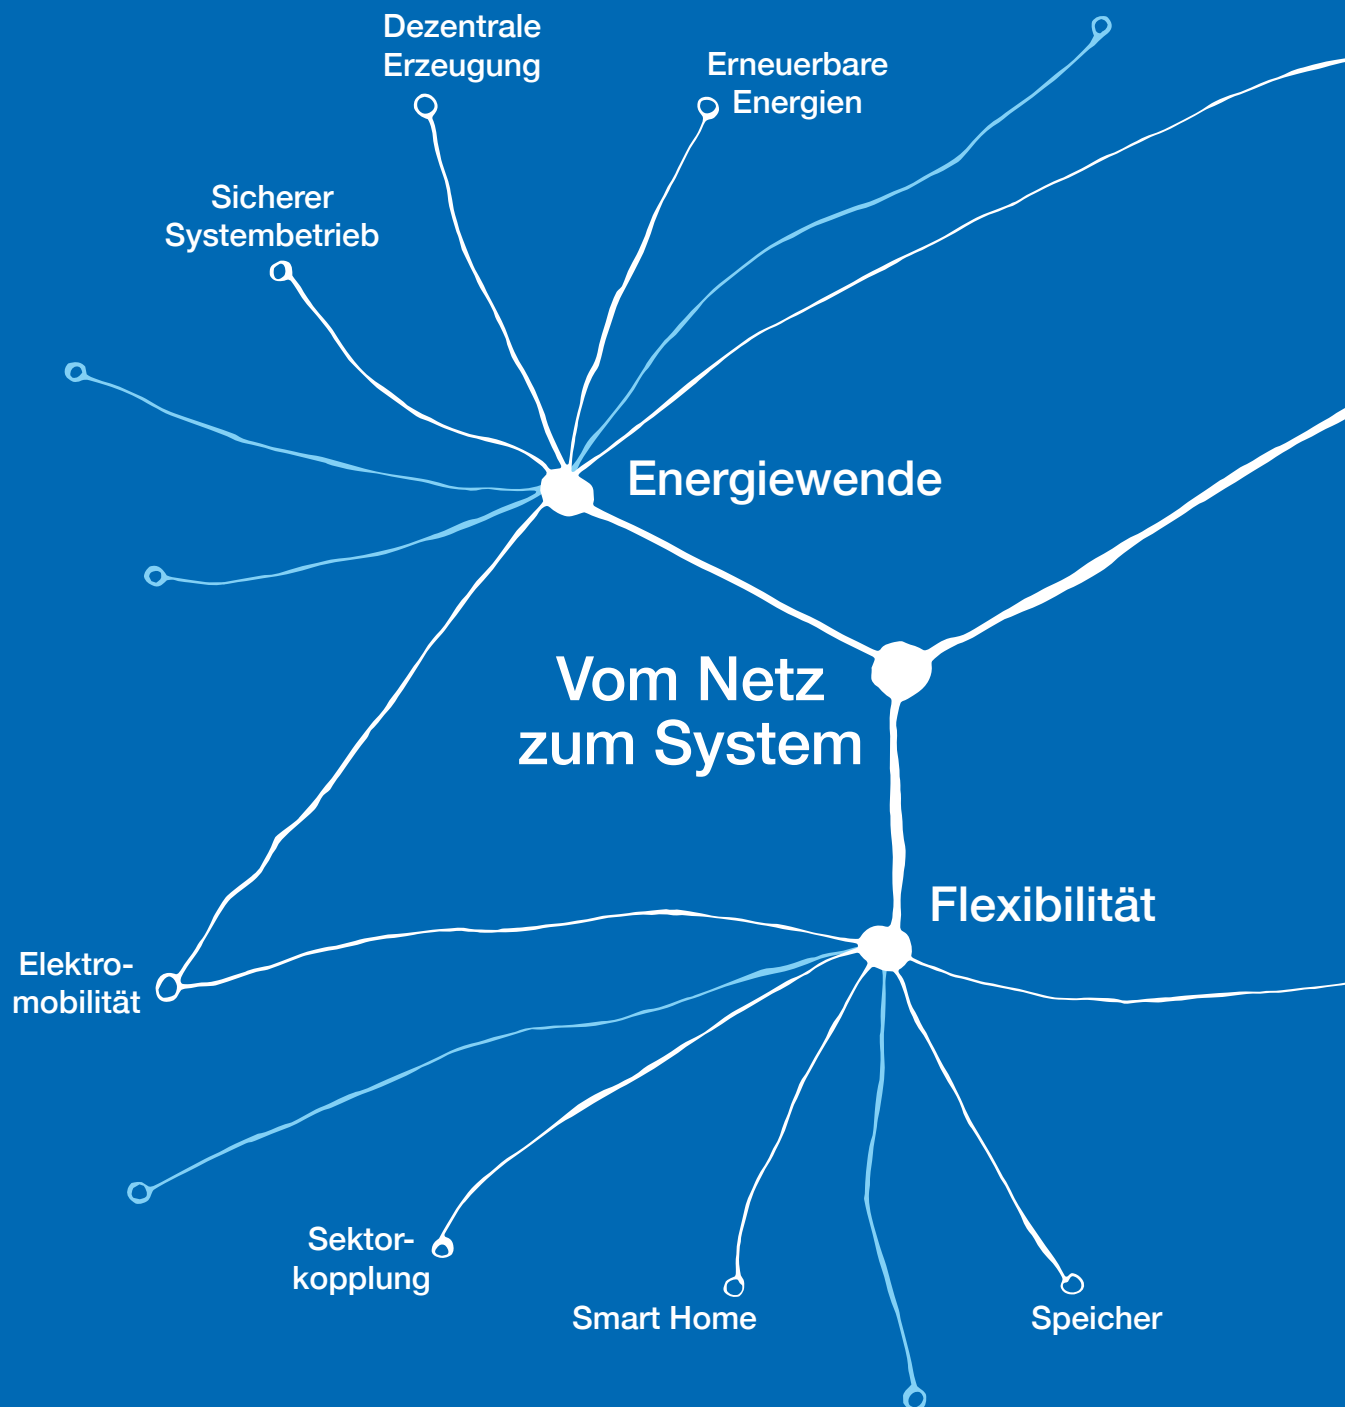 Dezentrale
Erzeugung
Erneuerbare
Energien
Sicherer
Systembetrieb
Energiewende
Vom Netz
zum System
Flexibilität
Elektro-
mobilität
Sektor-
kopplung
Smart Home
Speicher